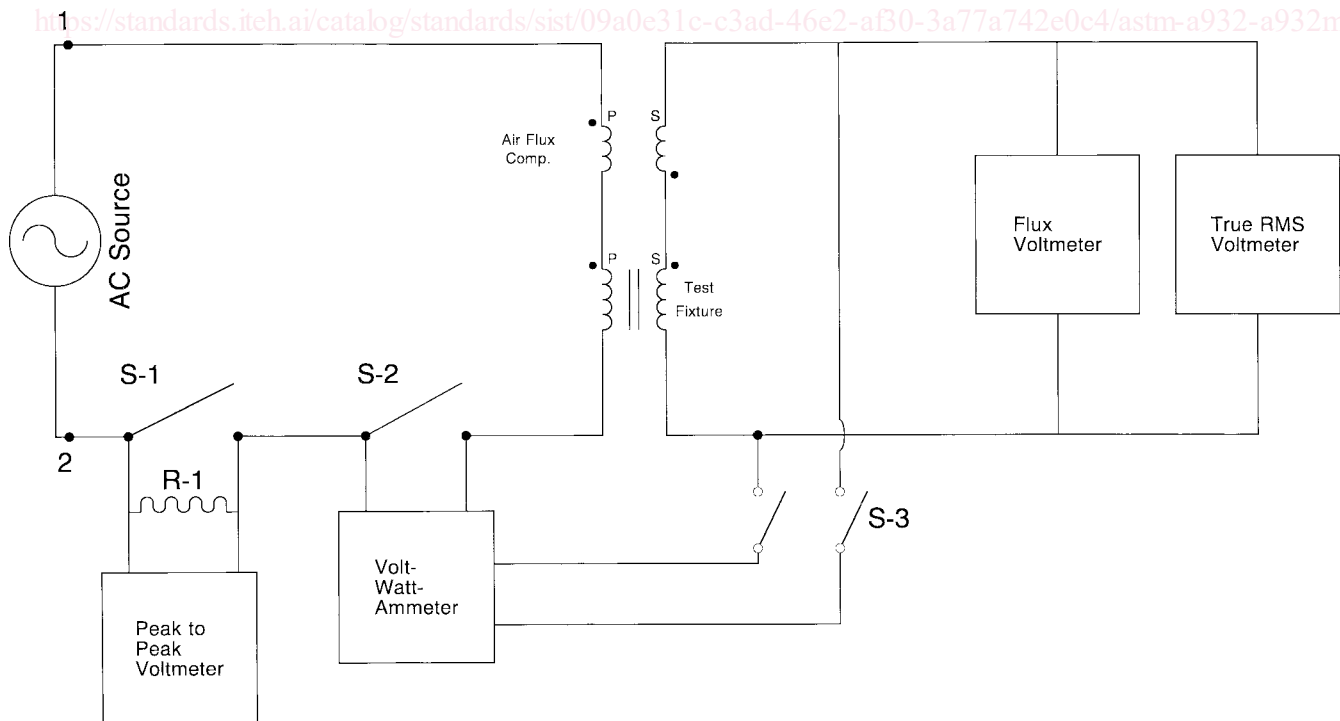 https://standards.iteh.ai/catalog/standards/sist/09a0e31c-c3ad-46e2-af30-3a77a742e0c4/astm-a932-a932m
1
P
S
Air Flux
Comp.
AC Source
Flux
Voltmeter
True RMS
Voltmeter
P
S
Test
Fixture
S-1
S-2
2
R-1
S-3
Volt-
Watt-
Ammeter
Peak to
Peak
Voltmeter